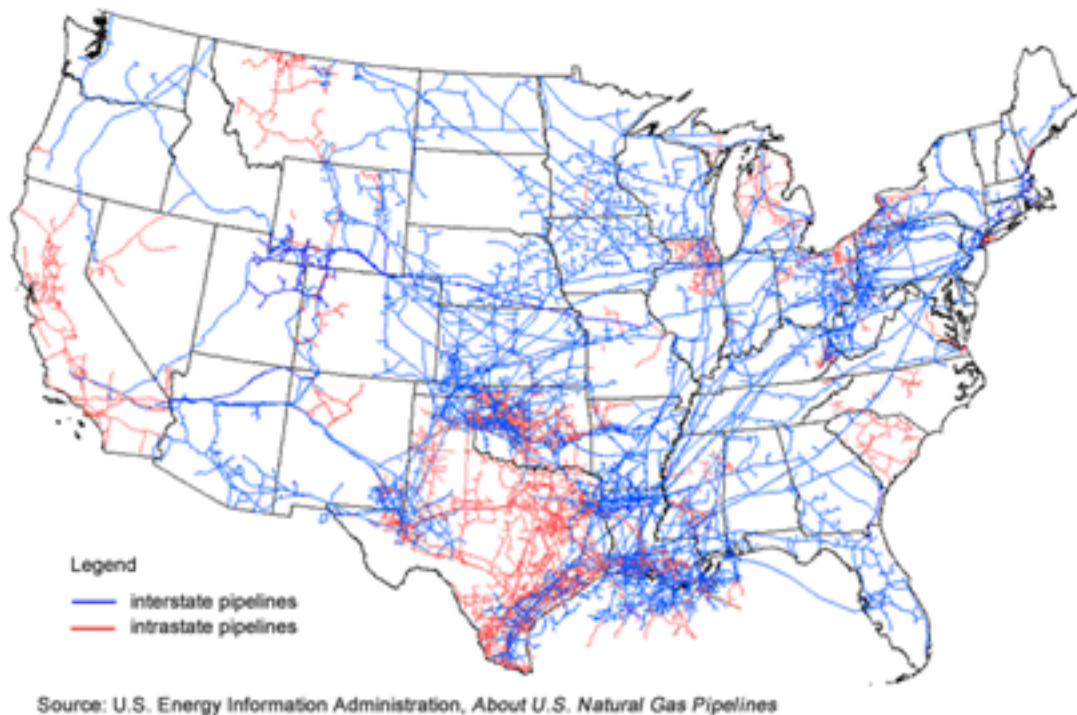 Legend
interstate pipelines
intrastate pipelines
Source: U.S. Energy Information Administration, About U.S. Natural Gas Pipelines